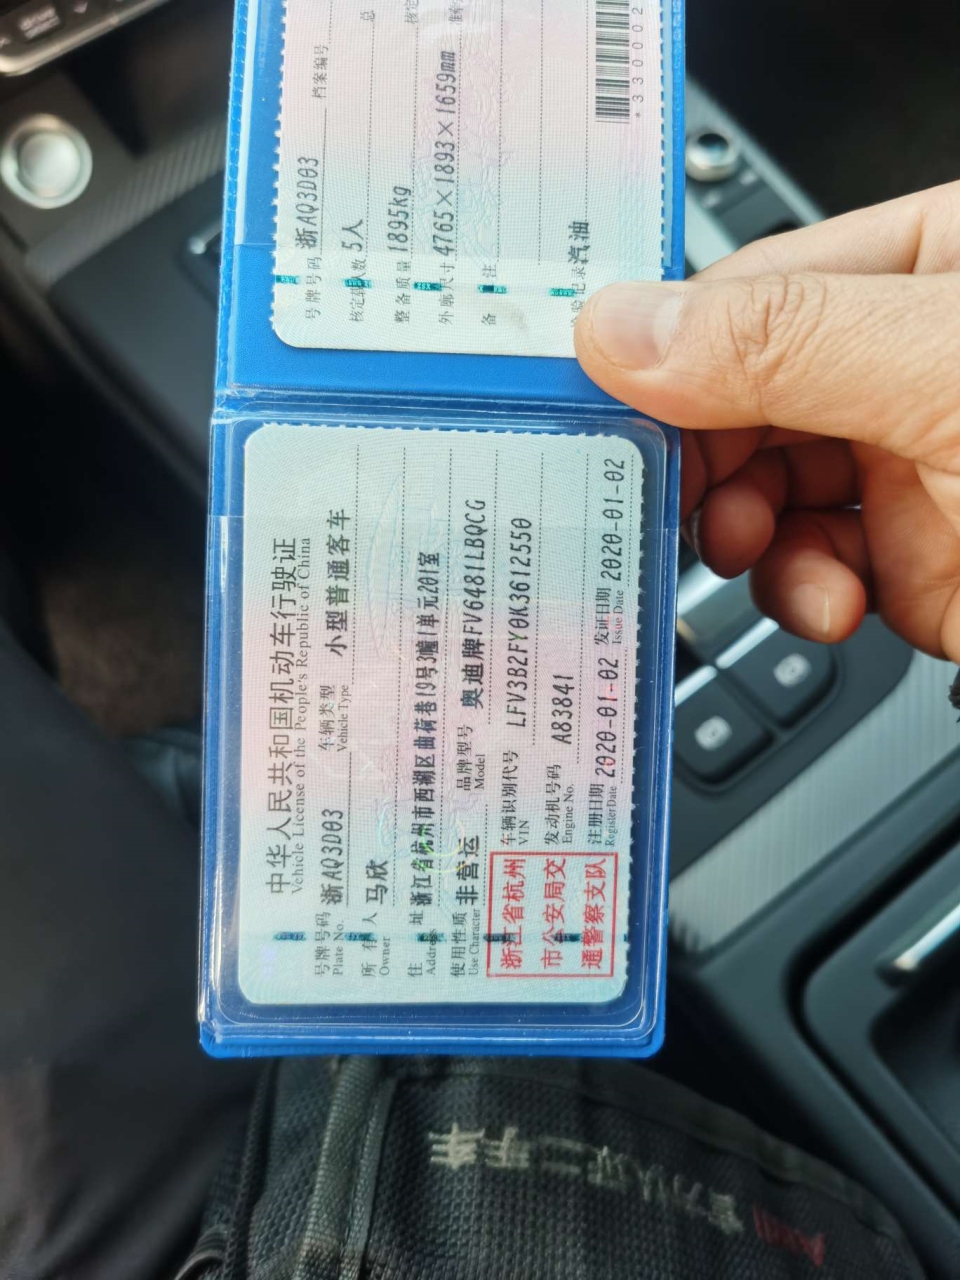 中华人民共和国机动车行驶证
Vehicle License of the People's Republic of China
号牌号码 浙AQ3D03 车辆类型 小型普通客车
Plate No. Vehicle Type
所有人 马欣
Owner
住址 浙江省杭州市西湖区曲荷巷19号3幢1单元201室
Address
使用性质 非营运 品牌型号 奥迪牌FV6481LBQCG
Use Character Model
浙江省杭州
市公安局交
通警察支队
车辆识别代号 LFV3B2FY0K3612550
VIN
发动机号码 A83841
Engine No.
注册日期 2020-01-02 发证日期 2020-01-02
Register Date Issue Date
号牌号码 浙AQ3D03 档案编号
核定载人数 5人 总
整备质量 1895kg 核定
外廓尺寸 4765×1893×1659mm
备注
检验记录 汽油
*330002
二手车